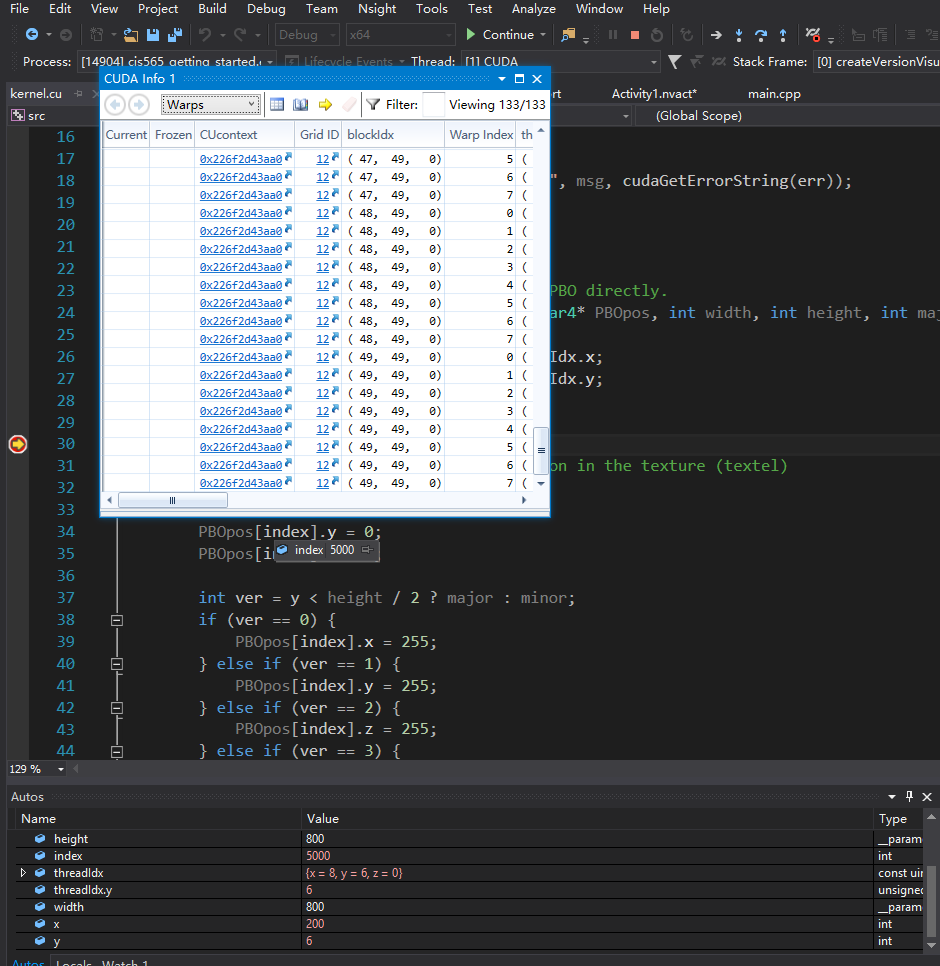 File Edit View Project Build Debug Team Nsight Tools Test Analyze Window Help
Debug x64 Continue
Process: [14904] cis565_getting_started. Lifecycle Events Thread: [1] CUDA Stack Frame: [0] createVersionVisu
kernel.cu Activity1.nvact* main.cpp
src (Global Scope)
CUDA Info 1
Warps Filter: Viewing 133/133
Current Frozen CUcontext Grid ID blockIdx Warp Index th
0x226f2d43aa0 12 ( 47, 49, 0) 5 (
0x226f2d43aa0 12 ( 47, 49, 0) 6 (
0x226f2d43aa0 12 ( 47, 49, 0) 7 (
0x226f2d43aa0 12 ( 48, 49, 0) 0 (
0x226f2d43aa0 12 ( 48, 49, 0) 1 (
0x226f2d43aa0 12 ( 48, 49, 0) 2 (
0x226f2d43aa0 12 ( 48, 49, 0) 3 (
0x226f2d43aa0 12 ( 48, 49, 0) 4 (
0x226f2d43aa0 12 ( 48, 49, 0) 5 (
0x226f2d43aa0 12 ( 48, 49, 0) 6 (
0x226f2d43aa0 12 ( 48, 49, 0) 7 (
0x226f2d43aa0 12 ( 49, 49, 0) 0 (
0x226f2d43aa0 12 ( 49, 49, 0) 1 (
0x226f2d43aa0 12 ( 49, 49, 0) 2 (
0x226f2d43aa0 12 ( 49, 49, 0) 3 (
0x226f2d43aa0 12 ( 49, 49, 0) 4 (
0x226f2d43aa0 12 ( 49, 49, 0) 5 (
0x226f2d43aa0 12 ( 49, 49, 0) 6 (
0x226f2d43aa0 12 ( 49, 49, 0) 7 (
16
17
18 ", msg, cudaGetErrorString(err));
19
20
21
22
23 PBO directly.
24 ar4* PBOpos, int width, int height, int maj
25
26 Idx.x;
27 Idx.y;
28
29
30
31 on in the texture (textel)
32
33
34 PBOpos[index].y = 0;
35 PBOpos[i
index 5000
36
37 int ver = y < height / 2 ? major : minor;
38 if (ver == 0) {
39 PBOpos[index].x = 255;
40 } else if (ver == 1) {
41 PBOpos[index].y = 255;
42 } else if (ver == 2) {
43 PBOpos[index].z = 255;
44 } else if (ver == 3) {
129 %
Autos
Name Value Type
height 800 __param
index 5000 int
threadIdx {x = 8, y = 6, z = 0} const uin
threadIdx.y 6 unsigned
width 800 __param
x 200 int
y 6 int
Autos Locals Watch 1